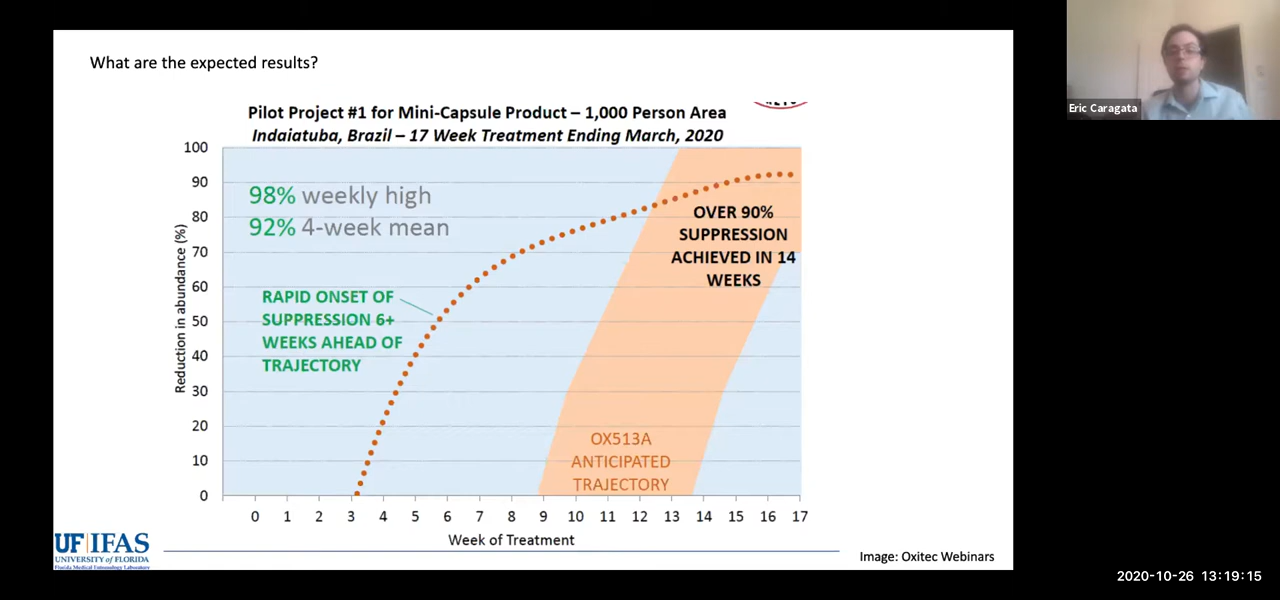 What are the expected results?
Eric Caragata
Pilot Project #1 for Mini-Capsule Product – 1,000 Person Area
Indaiatuba, Brazil – 17 Week Treatment Ending March, 2020
Reduction in abundance (%)
100
90
80
70
60
50
40
30
20
10
0
98% weekly high
92% 4-week mean
OVER 90%
SUPPRESSION
ACHIEVED IN 14
WEEKS
RAPID ONSET OF
SUPPRESSION 6+
WEEKS AHEAD OF
TRAJECTORY
OX513A
ANTICIPATED
TRAJECTORY
0 1 2 3 4 5 6 7 8 9 10 11 12 13 14 15 16 17
Week of Treatment
UF IFAS
UNIVERSITY of FLORIDA
Florida Medical Entomology Laboratory
Image: Oxitec Webinars
2020-10-26 13:19:15